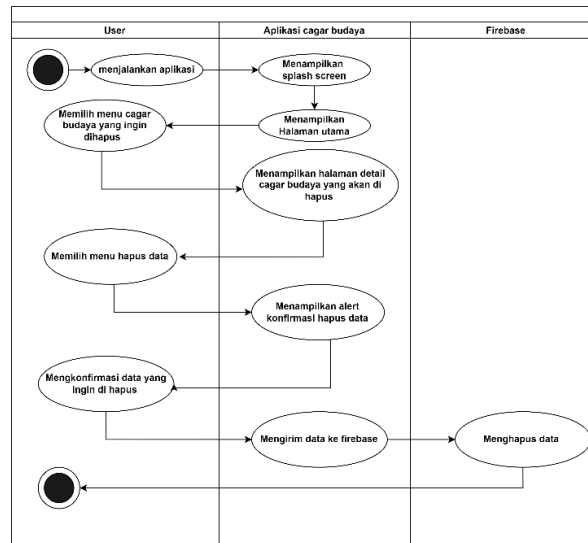 User
Aplikasi cagar budaya
Firebase
menjalankan aplikasi
Menampilkan
splash screen
Menampilkan
Halaman utama
Memilih menu cagar
budaya yang ingin
dihapus
Menampilkan halaman detail
cagar budaya yang akan di
hapus
Memilih menu hapus data
Menampilkan alert
konfirmasi hapus data
Mengkonfirmasi data yang
ingin di hapus
Mengirim data ke firebase
Menghapus data